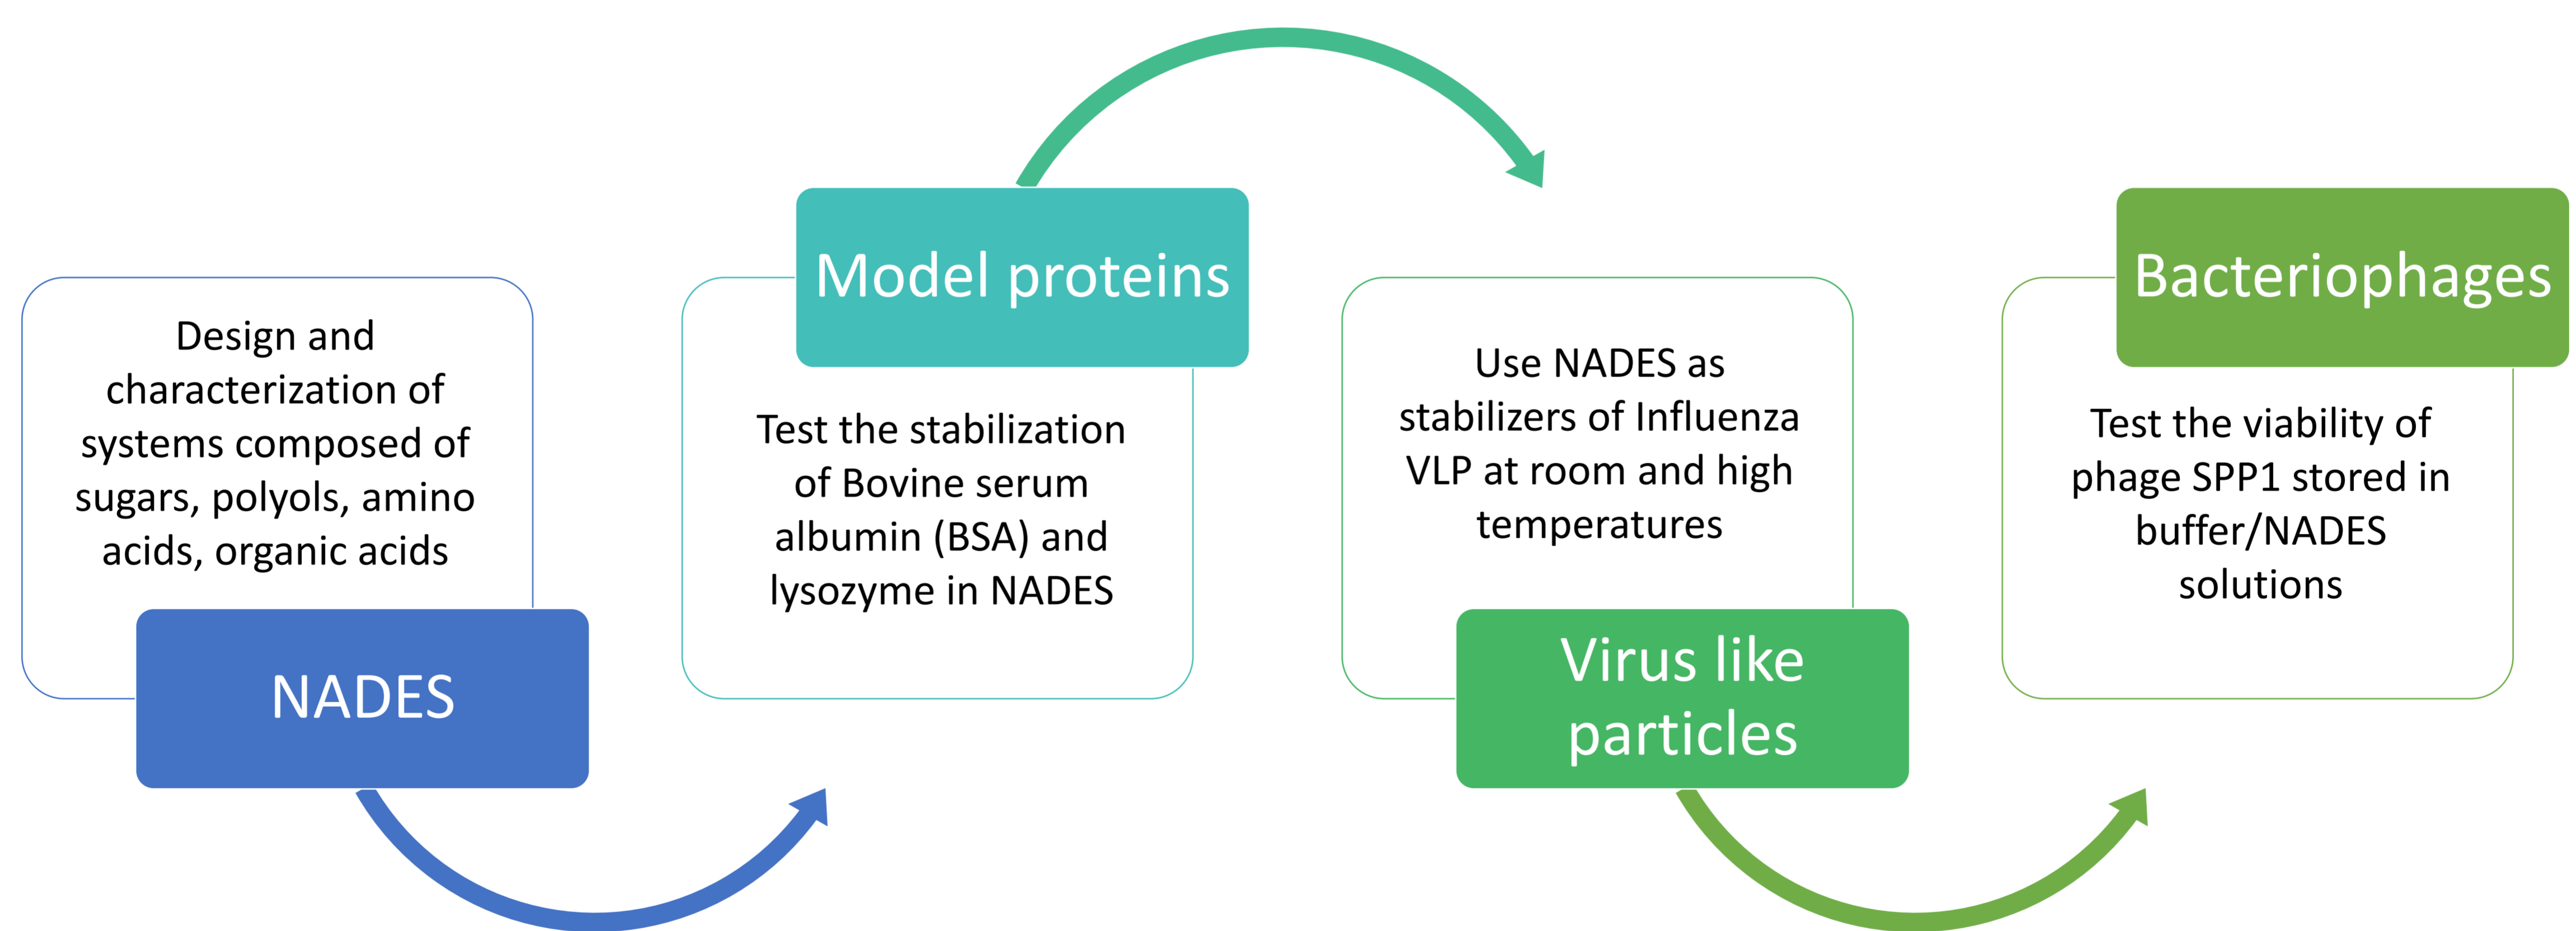 Design and
characterization of
systems composed of
sugars, polyols, amino
acids, organic acids
NADES
Model proteins
Test the stabilization
of Bovine serum
albumin (BSA) and
lysozyme in NADES
Use NADES as
stabilizers of Influenza
VLP at room and high
temperatures
Virus like
particles
Bacteriophages
Test the viability of
phage SPP1 stored in
buffer/NADES
solutions